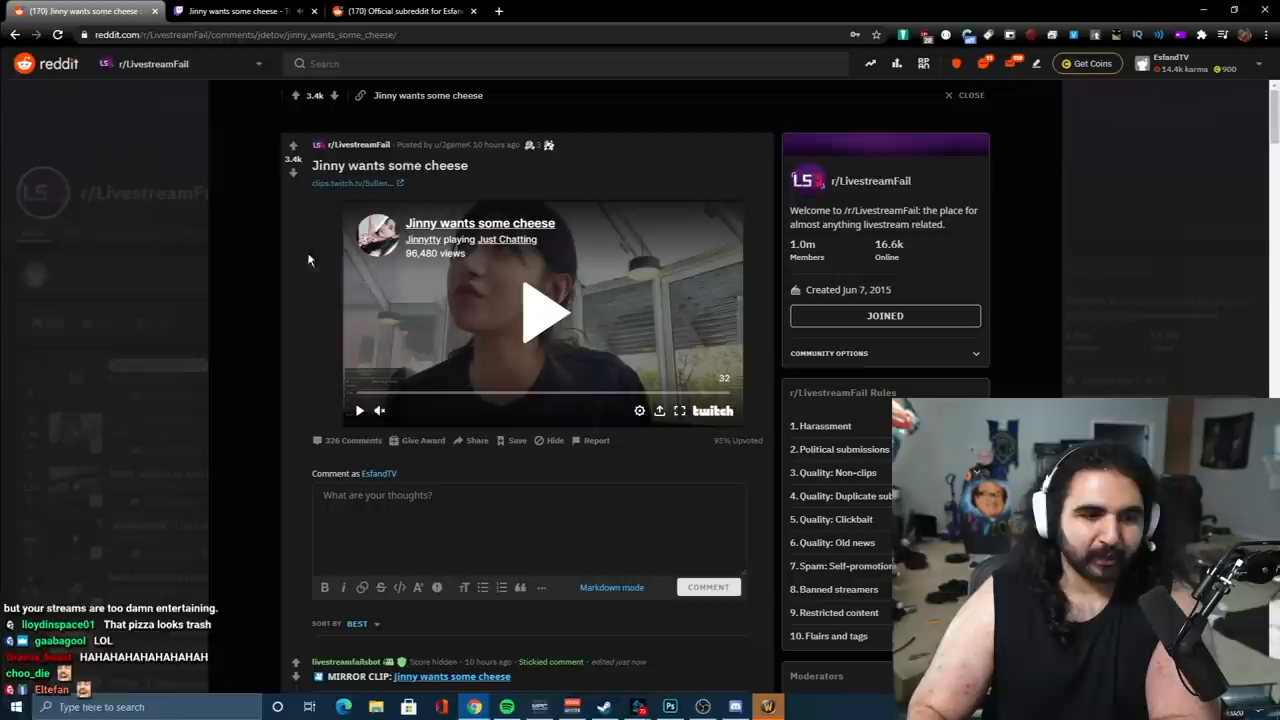 (170) Jinny wants some cheese
Jinny wants some cheese - T
(170) Official subreddit for Esfan
reddit.com/r/LivestreamFail/comments/jdetov/jinny_wants_some_cheese/
reddit
r/LivestreamFail
Search
Get Coins
EsfandTV
14.4k karma
900
3.4k
Jinny wants some cheese
CLOSE
r/LivestreamFail · Posted by u/JgameK 10 hours ago
3
3.4k
Jinny wants some cheese
clips.twitch.tv/Sullen...
Jinny wants some cheese
Jinnytty playing Just Chatting
96,480 views
32
twitch
326 Comments
Give Award
Share
Save
Hide
Report
93% Upvoted
Comment as EsfandTV
What are your thoughts?
Markdown mode
COMMENT
SORT BY BEST
livestreamfailsbot
Score hidden · 10 hours ago · Stickied comment · edited just now
MIRROR CLIP: Jinny wants some cheese
r/LivestreamFail
Welcome to /r/LivestreamFail: the place for
almost anything livestream related.
1.0m
16.6k
Members
Online
Created Jun 7, 2015
JOINED
COMMUNITY OPTIONS
r/LivestreamFail Rules
1. Harassment
2. Political submissions
3. Quality: Non-clips
4. Quality: Duplicate sub
5. Quality: Clickbait
6. Quality: Old news
7. Spam: Self-promotion
8. Banned streamers
9. Restricted content
10. Flairs and tags
Moderators
but your streams are too damn entertaining.
lloydinspace01 That pizza looks trash
gaabagool LOL
HAHAHAHAHAHAHAHA
choo_die
Eltefan
Type here to search